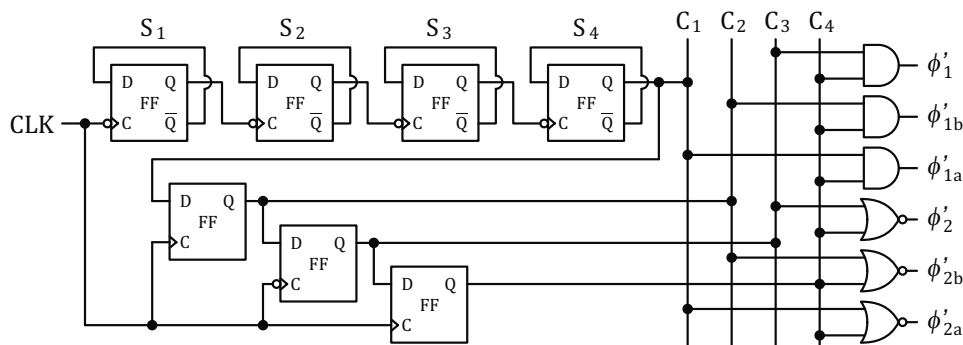 S₁ S₂ S₃ S₄ C₁ C₂ C₃ C₄
D Q D Q D Q D Q ϕ′₁
FF FF FF FF
CLK C Q̅ C Q̅ C Q̅ C Q̅ ϕ′₁b
ϕ′₁a
D Q
FF
C
ϕ′₂
D Q
FF
C
ϕ′₂b
D Q
FF
C
ϕ′₂a